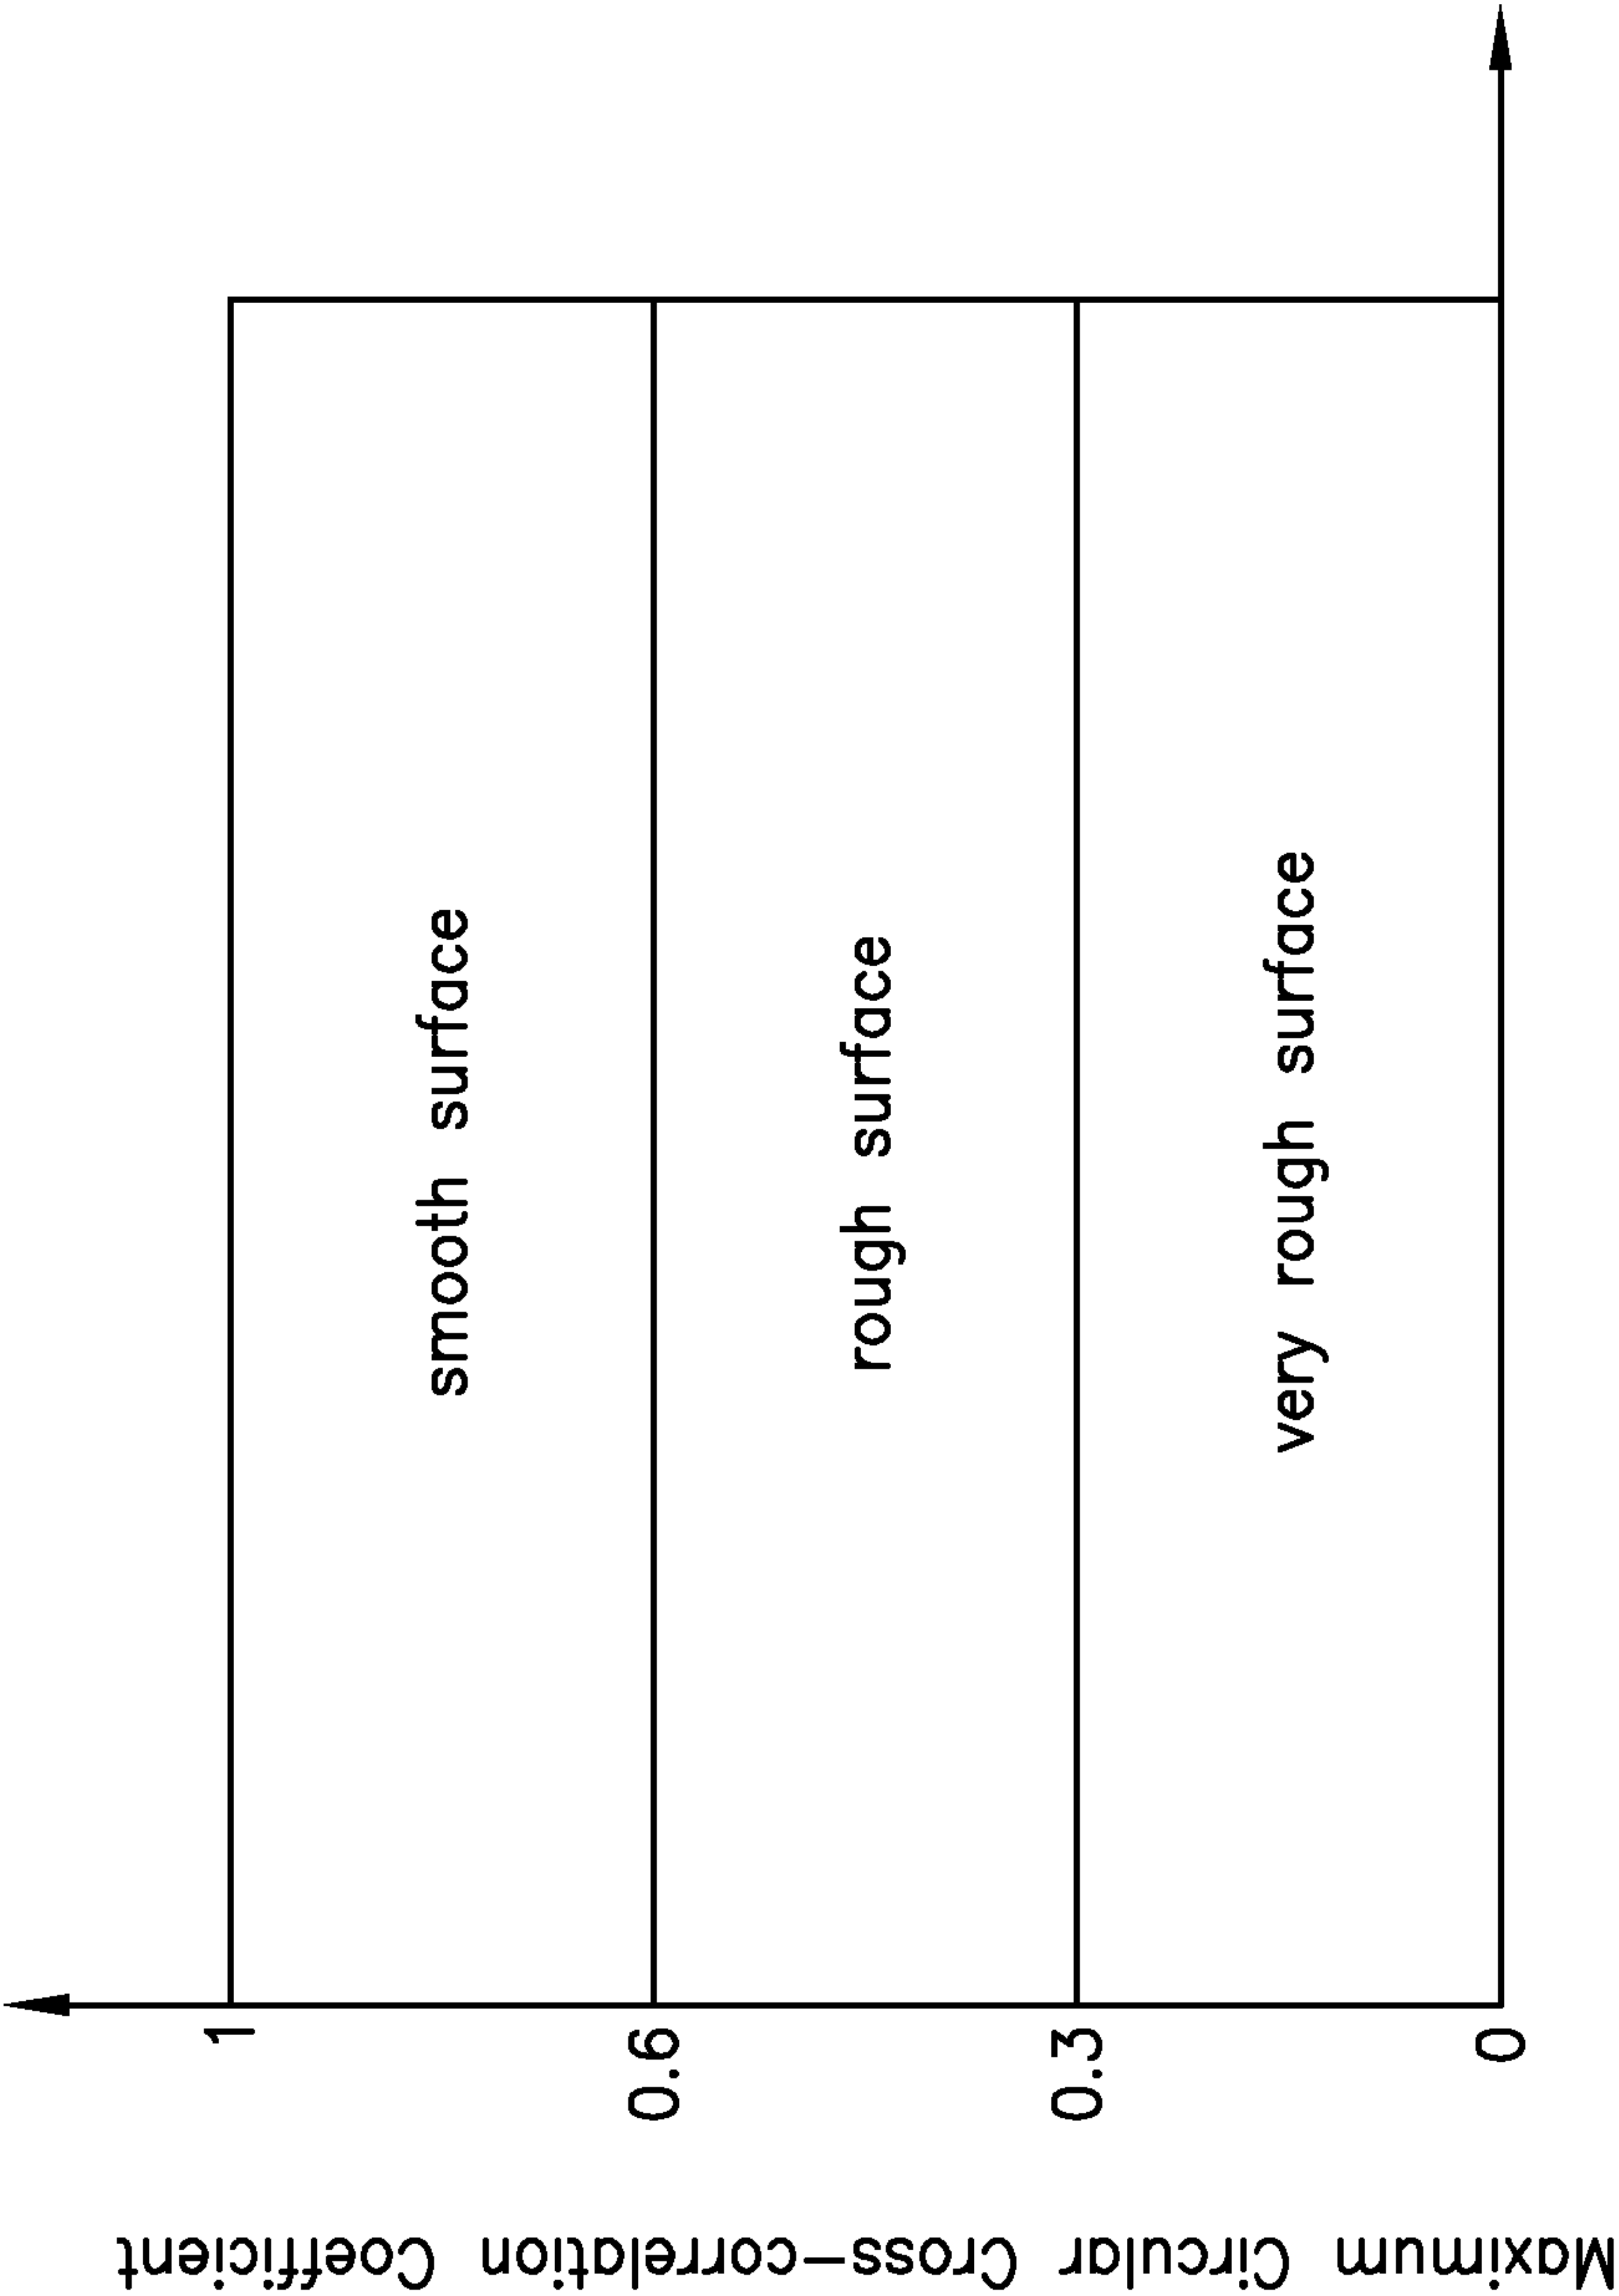 Maximum Circular Cross-correlation Coefficient
1
smooth surface
0.6
rough surface
0.3
very rough surface
0